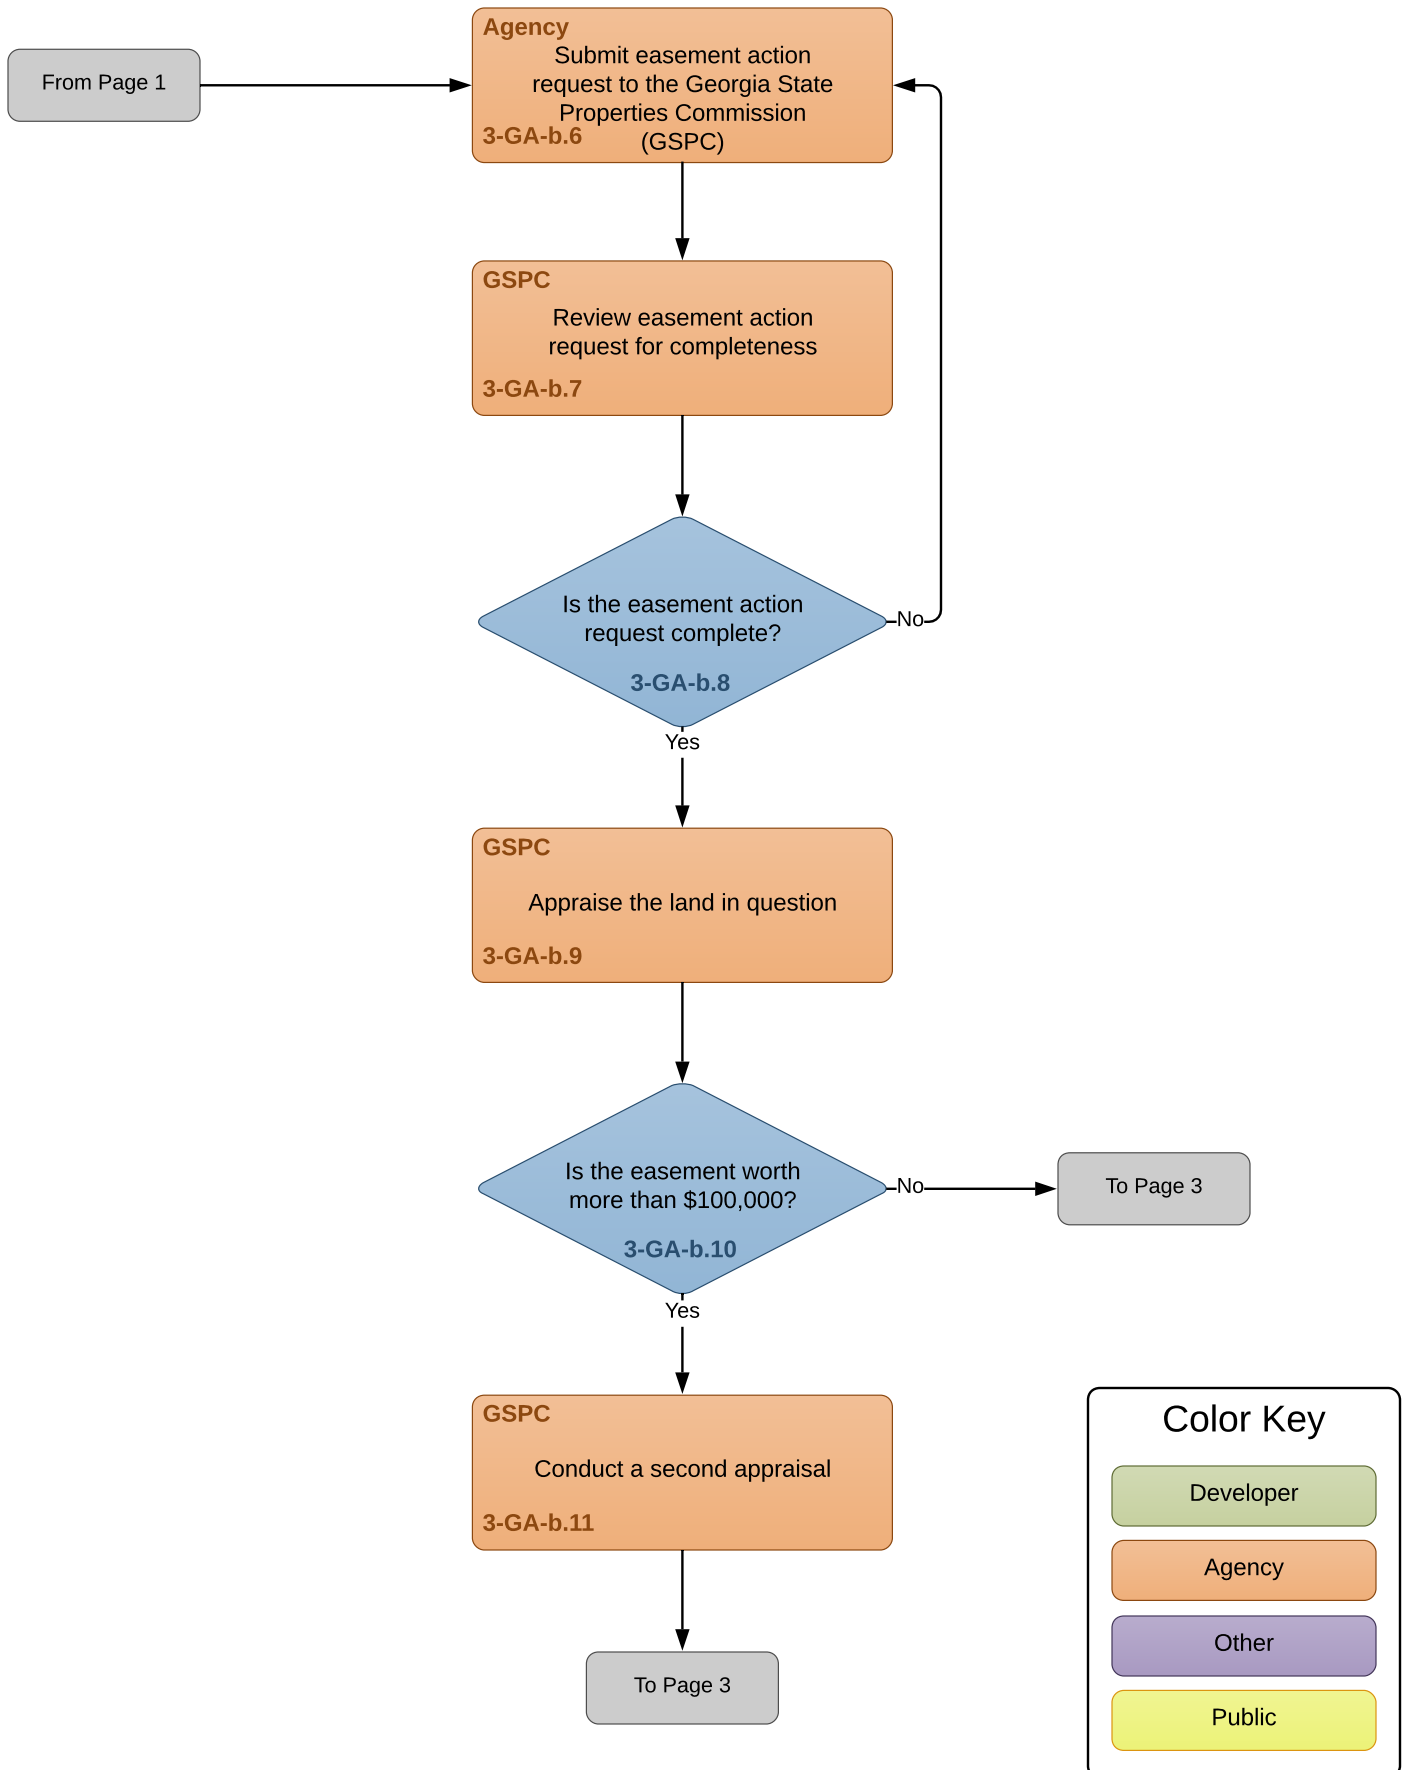 From Page 1
Agency
Submit easement action
request to the Georgia State
Properties Commission
(GSPC)
3-GA-b.6
GSPC
Review easement action
request for completeness
3-GA-b.7
Is the easement action
request complete?
3-GA-b.8
No
Yes
GSPC
Appraise the land in question
3-GA-b.9
Is the easement worth
more than $100,000?
3-GA-b.10
No
To Page 3
Yes
GSPC
Conduct a second appraisal
3-GA-b.11
To Page 3
Color Key
Developer
Agency
Other
Public